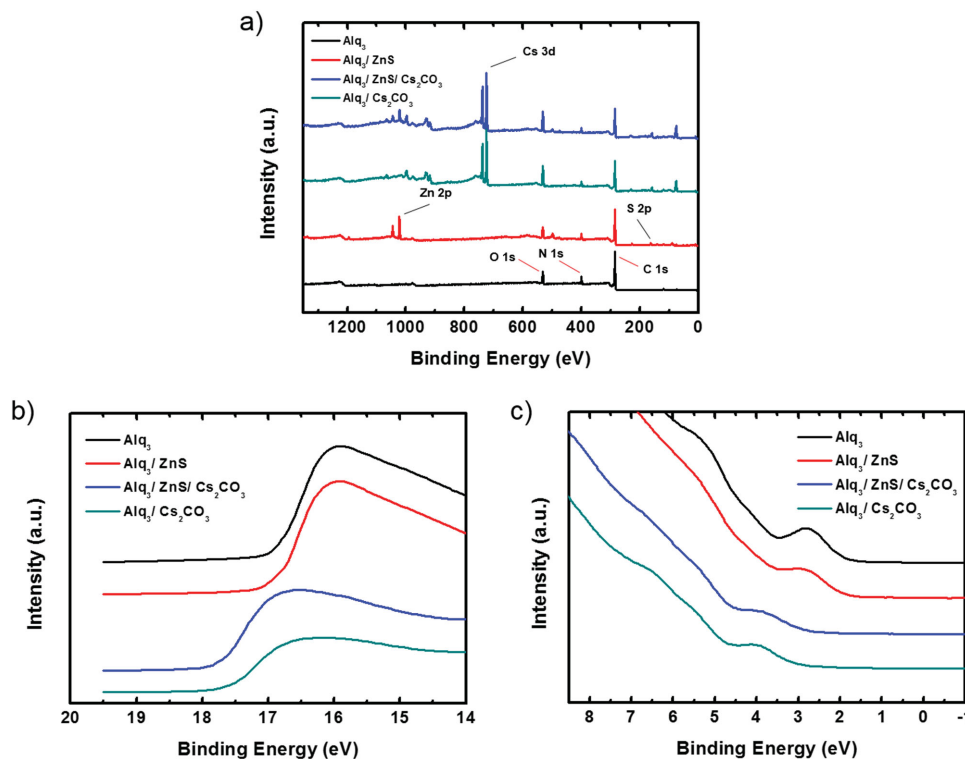 a)
Alq₃
Alq₃/ ZnS
Alq₃/ ZnS/ Cs₂CO₃
Alq₃/ Cs₂CO₃
Cs 3d
Zn 2p
S 2p
O 1s
N 1s
C 1s
Intensity (a.u.)
1200 1000 800 600 400 200 0
Binding Energy (eV)
b)
Alq₃
Alq₃/ ZnS
Alq₃/ ZnS/ Cs₂CO₃
Alq₃/ Cs₂CO₃
Intensity (a.u.)
20 19 18 17 16 15 14
Binding Energy (eV)
c)
Alq₃
Alq₃/ ZnS
Alq₃/ ZnS/ Cs₂CO₃
Alq₃/ Cs₂CO₃
Intensity (a.u.)
8 7 6 5 4 3 2 1 0 -1
Binding Energy (eV)